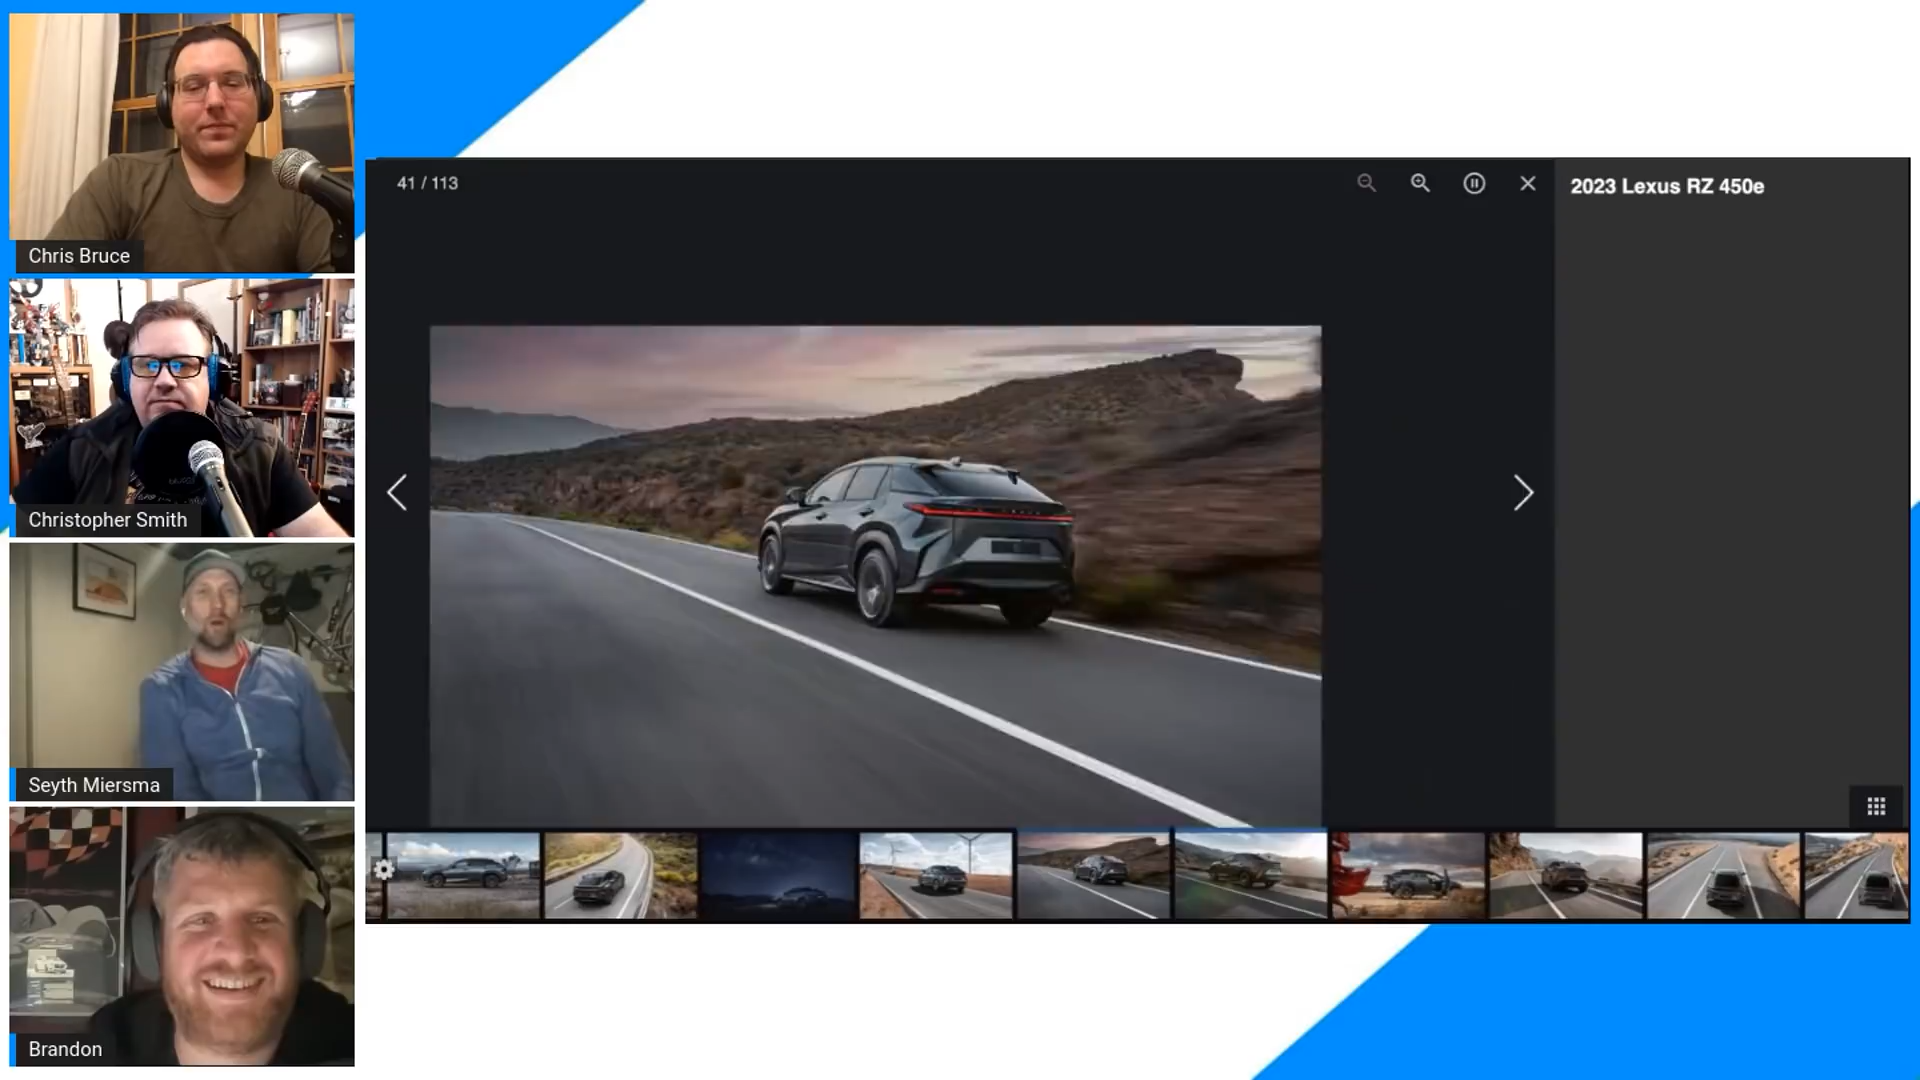 Chris Bruce
Christopher Smith
Seyth Miersma
Brandon
41 / 113
2023 Lexus RZ 450e